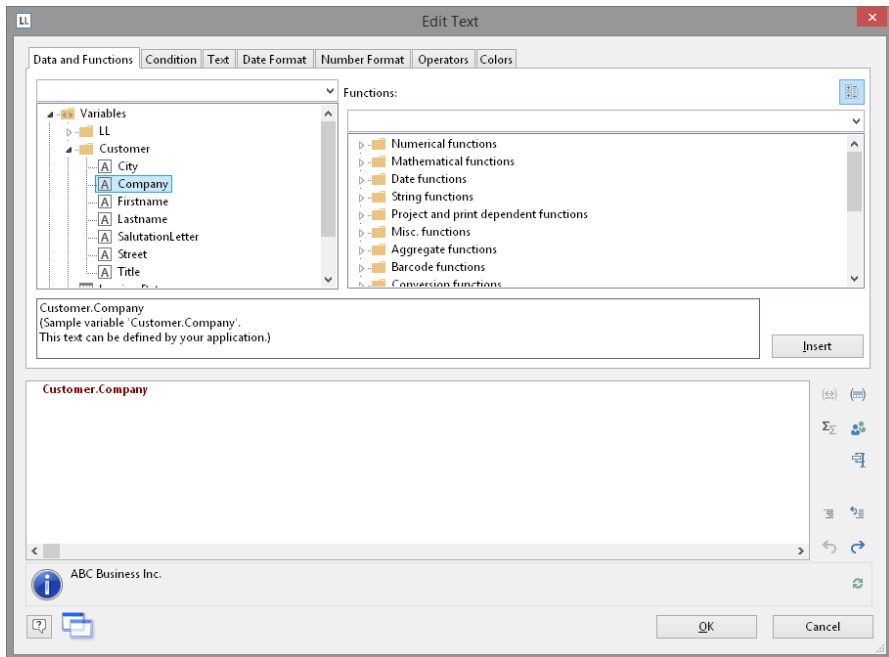 LL
Edit Text
Data and Functions
Condition
Text
Date Format
Number Format
Operators
Colors
Functions:
Variables
LL
Customer
A City
A Company
A Firstname
A Lastname
A SalutationLetter
A Street
A Title
Numerical functions
Mathematical functions
Date functions
String functions
Project and print dependent functions
Misc. functions
Aggregate functions
Barcode functions
Conversion functions
Customer.Company
(Sample variable 'Customer.Company'.
This text can be defined by your application.)
Insert
Customer.Company
ABC Business Inc.
OK
Cancel